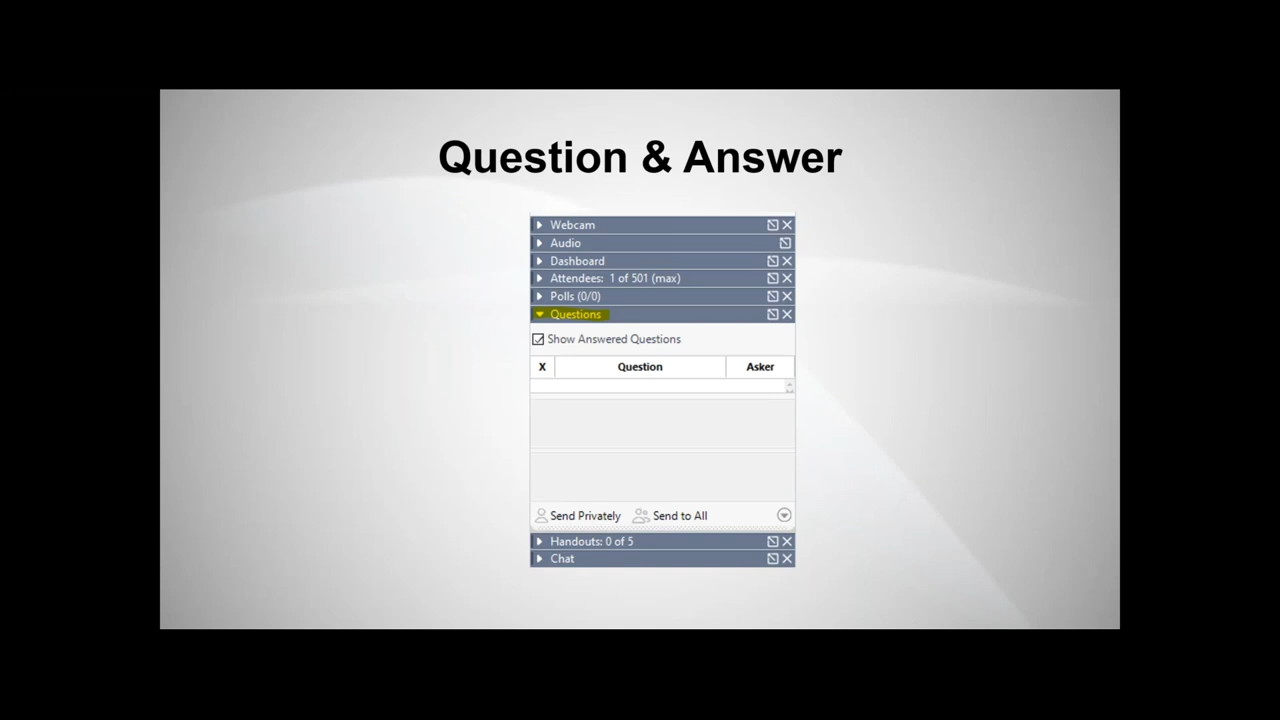 Question & Answer
Webcam
Audio
Dashboard
Attendees: 1 of 501 (max)
Polls (0/0)
Questions
Show Answered Questions
X Question Asker
Send Privately Send to All
Handouts: 0 of 5
Chat